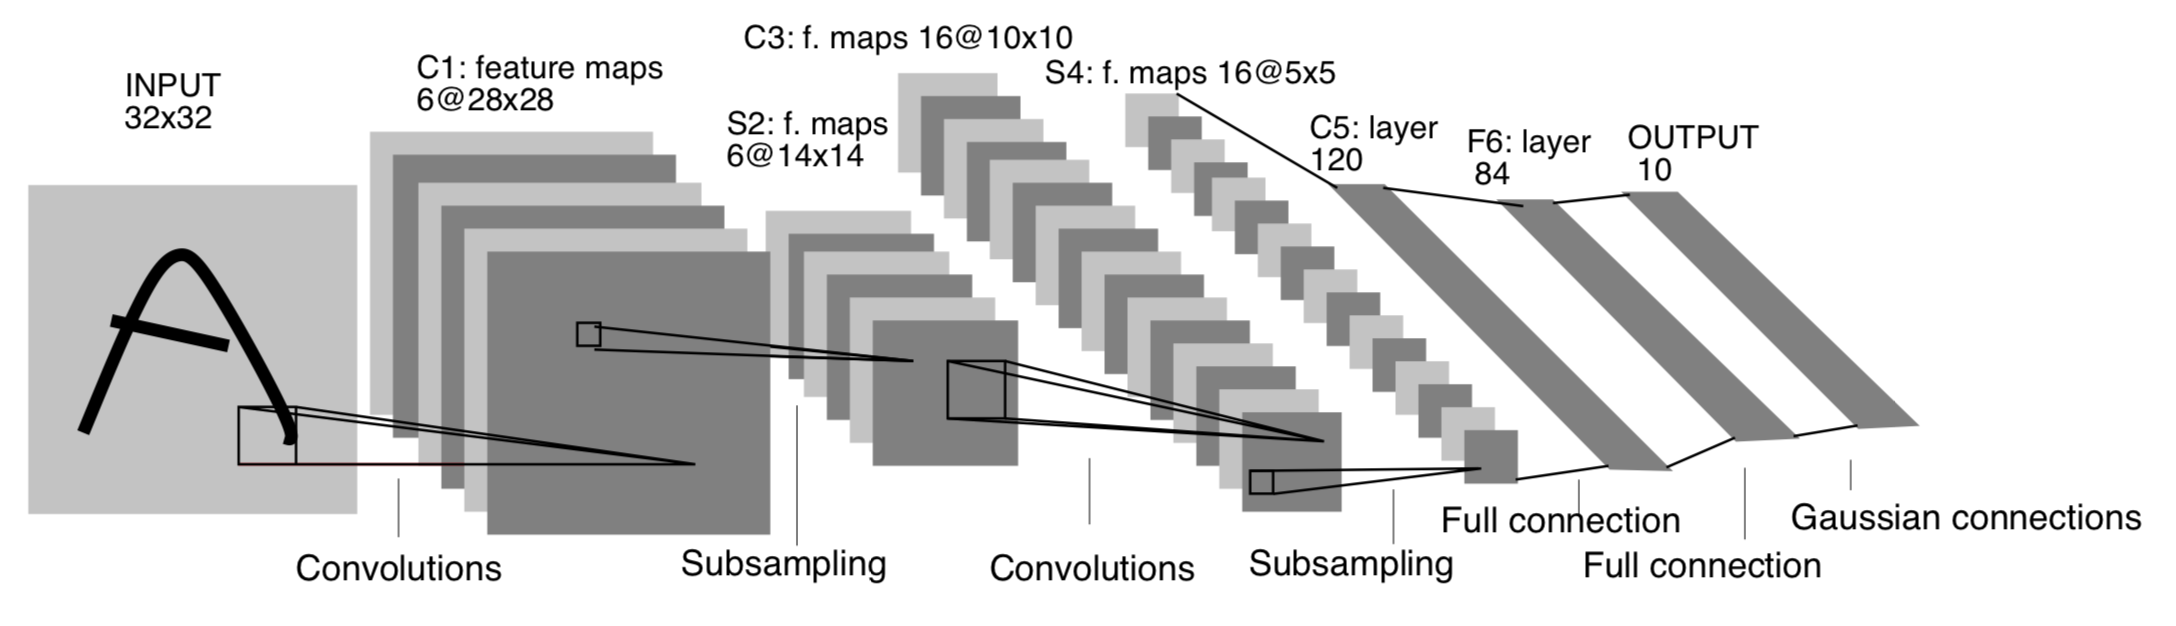 INPUT
32x32
C1: feature maps
6@28x28
S2: f. maps
6@14x14
C3: f. maps 16@10x10
S4: f. maps 16@5x5
C5: layer
120
F6: layer
84
OUTPUT
10
Convolutions
Subsampling
Convolutions
Subsampling
Full connection
Full connection
Gaussian connections